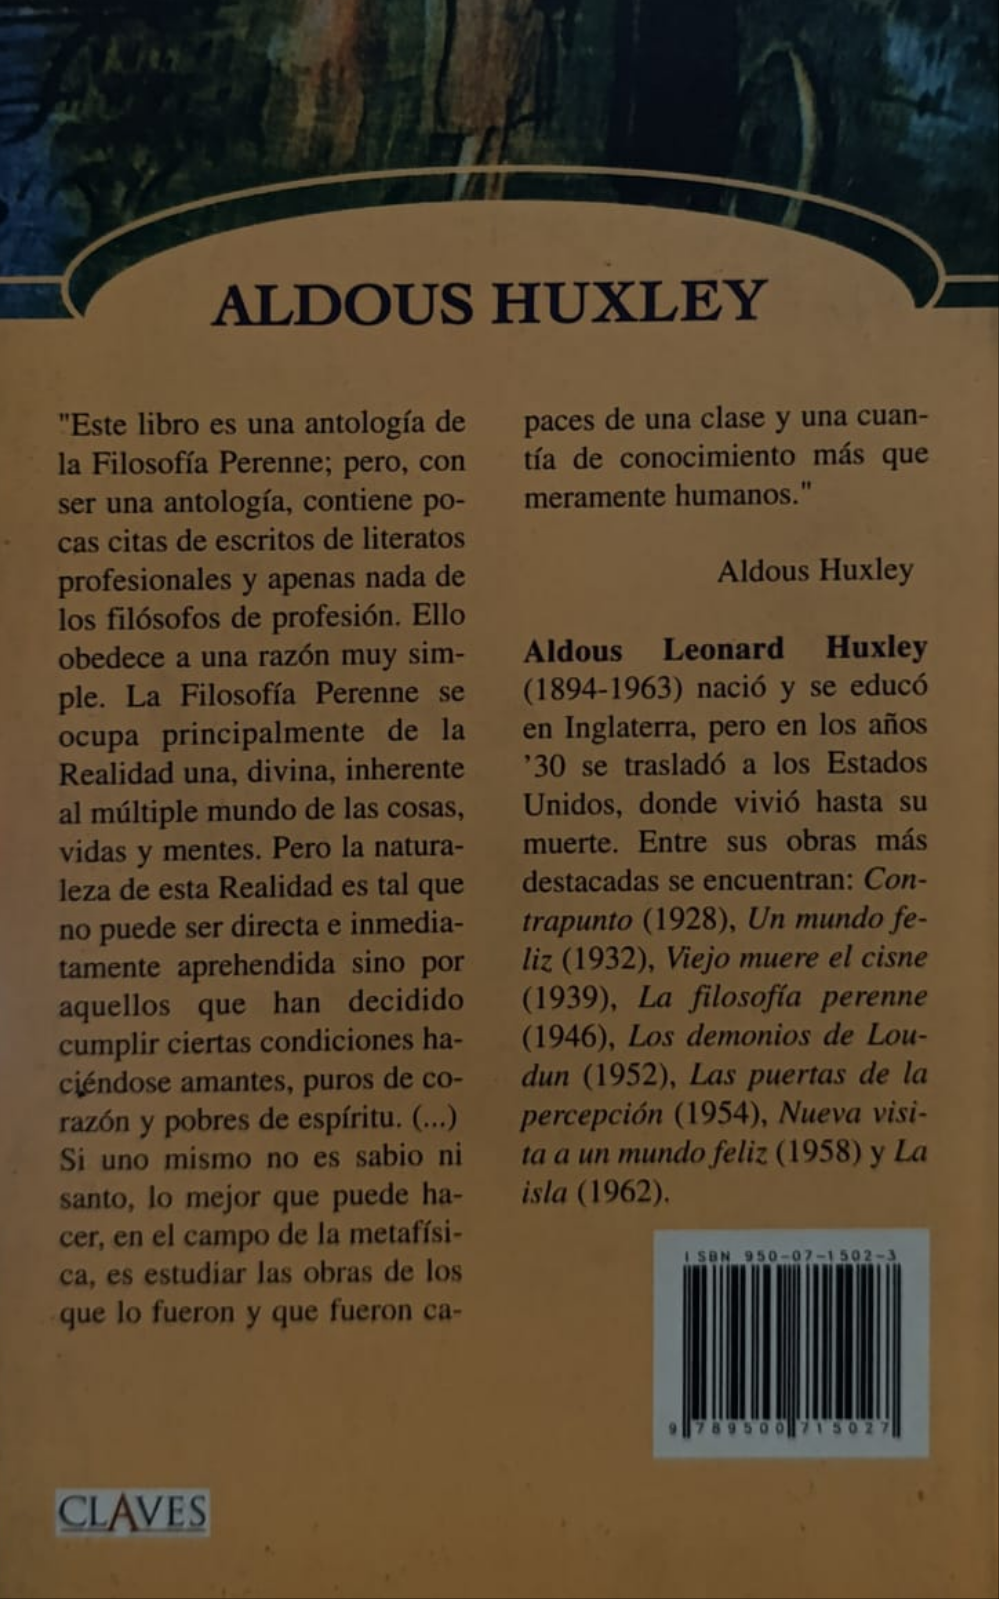 ALDOUS HUXLEY
"Este libro es una antología de
la Filosofía Perenne; pero, con
ser una antología, contiene po-
cas citas de escritos de literatos
profesionales y apenas nada de
los filósofos de profesión. Ello
obedece a una razón muy sim-
ple. La Filosofía Perenne se
ocupa principalmente de la
Realidad una, divina, inherente
al múltiple mundo de las cosas,
vidas y mentes. Pero la natura-
leza de esta Realidad es tal que
no puede ser directa e inmedia-
tamente aprehendida sino por
aquellos que han decidido
cumplir ciertas condiciones ha-
ciéndose amantes, puros de co-
razón y pobres de espíritu. (...)
Si uno mismo no es sabio ni
santo, lo mejor que puede ha-
cer, en el campo de la metafísi-
ca, es estudiar las obras de los
que lo fueron y que fueron ca-
paces de una clase y una cuan-
tía de conocimiento más que
meramente humanos."
Aldous Huxley
Aldous Leonard Huxley
(1894-1963) nació y se educó
en Inglaterra, pero en los años
’30 se trasladó a los Estados
Unidos, donde vivió hasta su
muerte. Entre sus obras más
destacadas se encuentran: Con-
trapunto (1928), Un mundo fe-
liz (1932), Viejo muere el cisne
(1939), La filosofía perenne
(1946), Los demonios de Lou-
dun (1952), Las puertas de la
percepción (1954), Nueva visi-
ta a un mundo feliz (1958) y La
isla (1962).
ISBN 950-07-1502-3
9 789500 715027
CLAVES